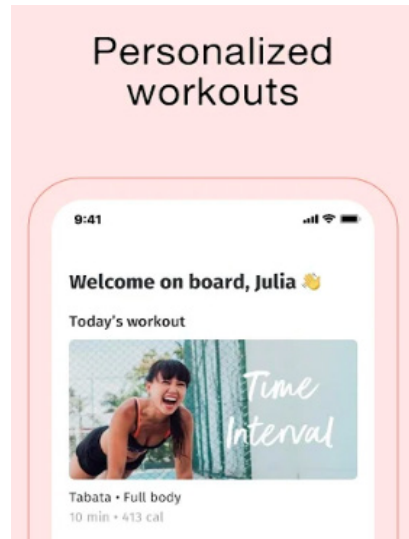 Personalized
workouts
9:41
Welcome on board, Julia 👋
Today's workout
Time
Interval
Tabata • Full body
10 min • 413 cal